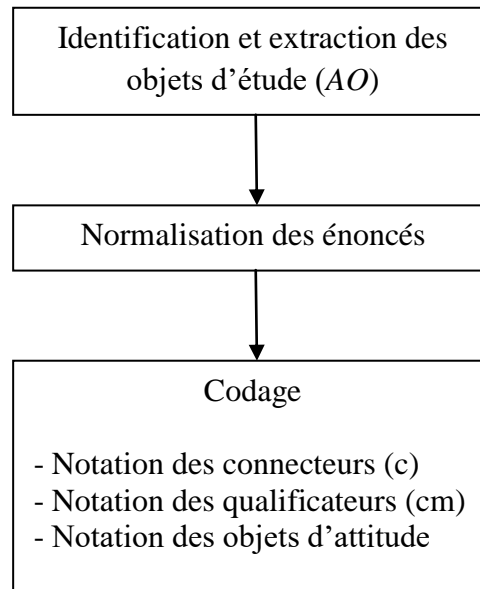 Identification et extraction des
objets d’étude (AO)
Normalisation des énoncés
Codage
- Notation des connecteurs (c)
- Notation des qualificateurs (cm)
- Notation des objets d’attitude